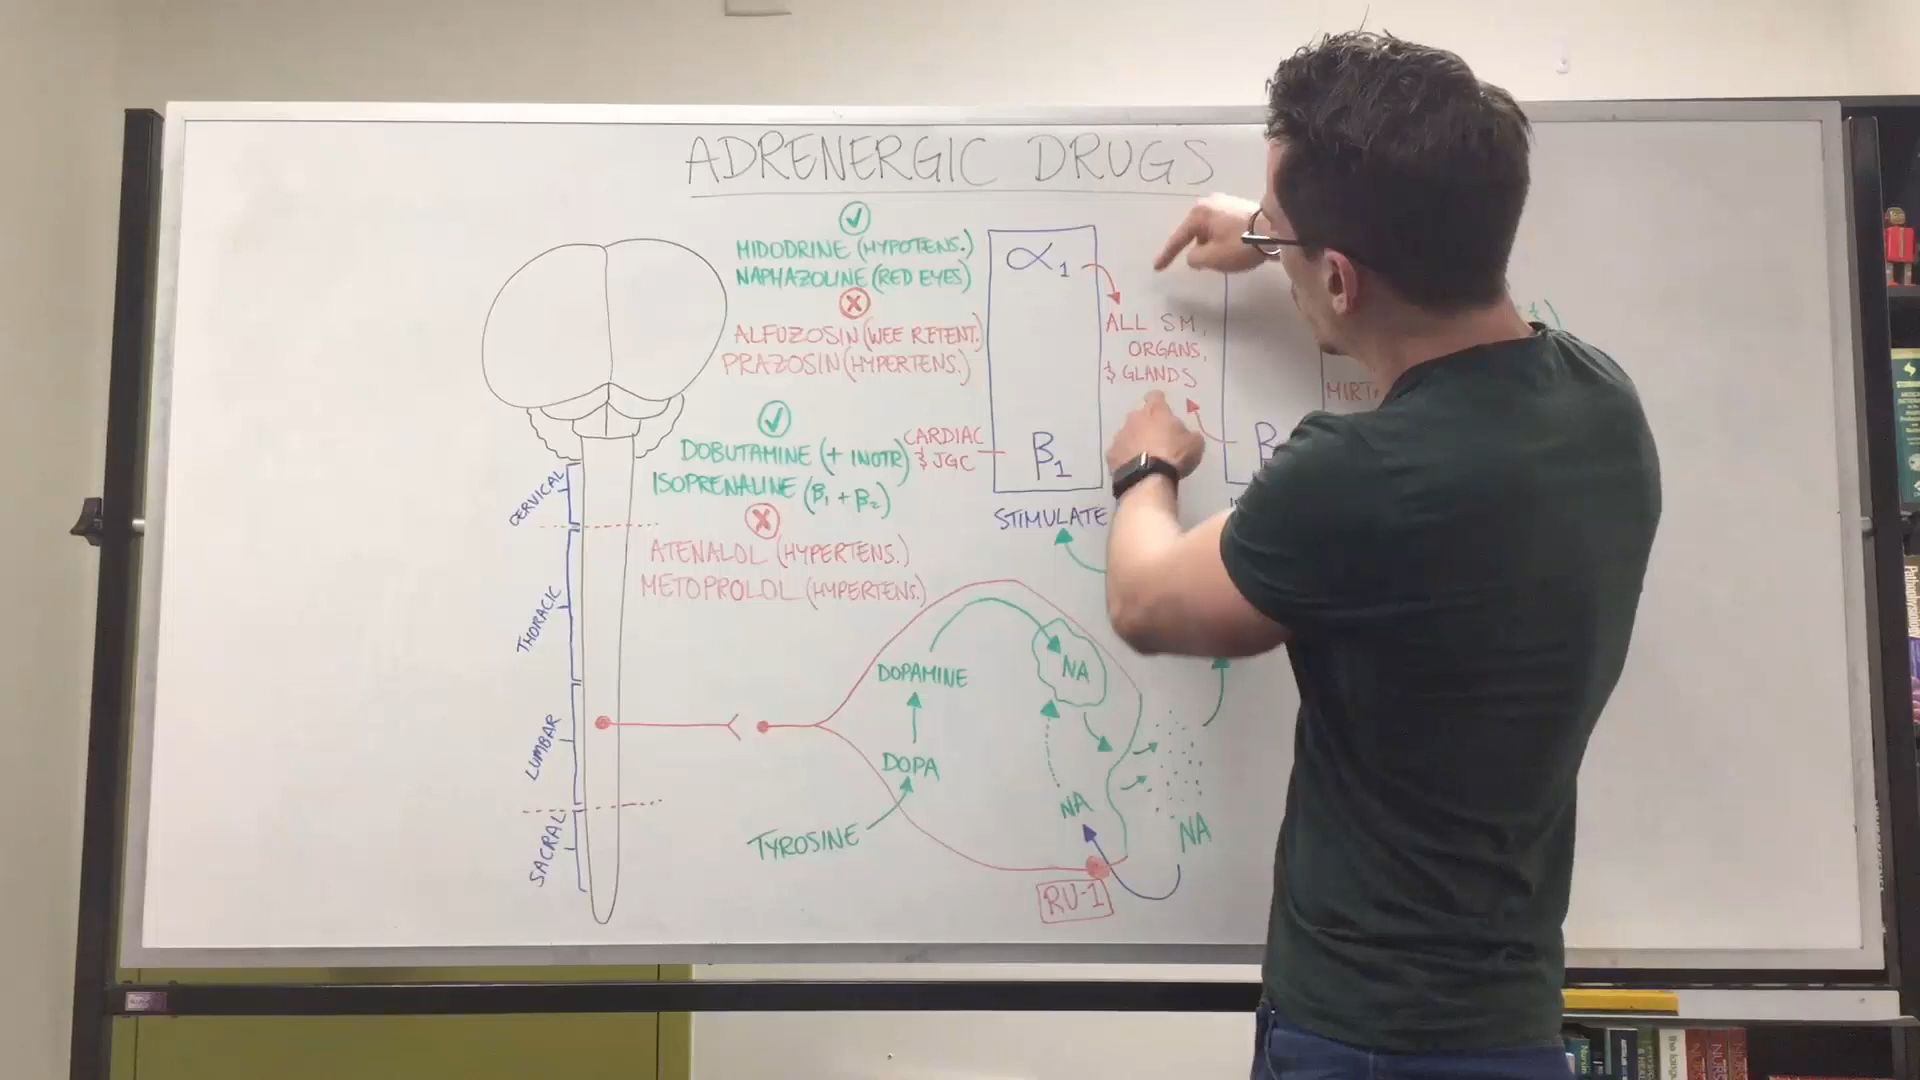 ADRENERGIC DRUGS
MIDODRINE (HYPOTENS.)
NAPHAZOLINE (RED EYES)
ALFUZOSIN (WEE RETENT.)
PRAZOSIN (HYPERTENS.)
α1
ALL SM,
ORGANS,
& GLANDS
DOBUTAMINE (+ INOTR)
ISOPRENALINE (β1 + β2)
CARDIAC
& JGC
β1
β
STIMULATE
ATENALOL (HYPERTENS.)
METOPROLOL (HYPERTENS.)
CERVICAL
THORACIC
LUMBAR
SACRAL
DOPAMINE
NA
DOPA
NA
TYROSINE
NA
RU-1
Pathophysiology